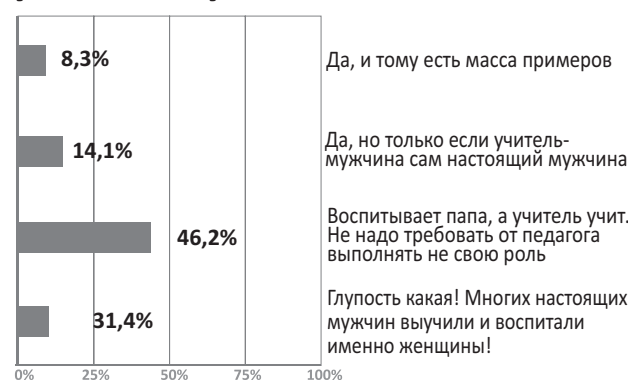 8,3%
Да, и тому есть масса примеров
14,1%
Да, но только если учитель-
мужчина сам настоящий мужчина
46,2%
Воспитывает папа, а учитель учит.
Не надо требовать от педагога
выполнять не свою роль
31,4%
Глупость какая! Многих настоящих
мужчин выучили и воспитали
именно женщины!
0% 25% 50% 75% 100%